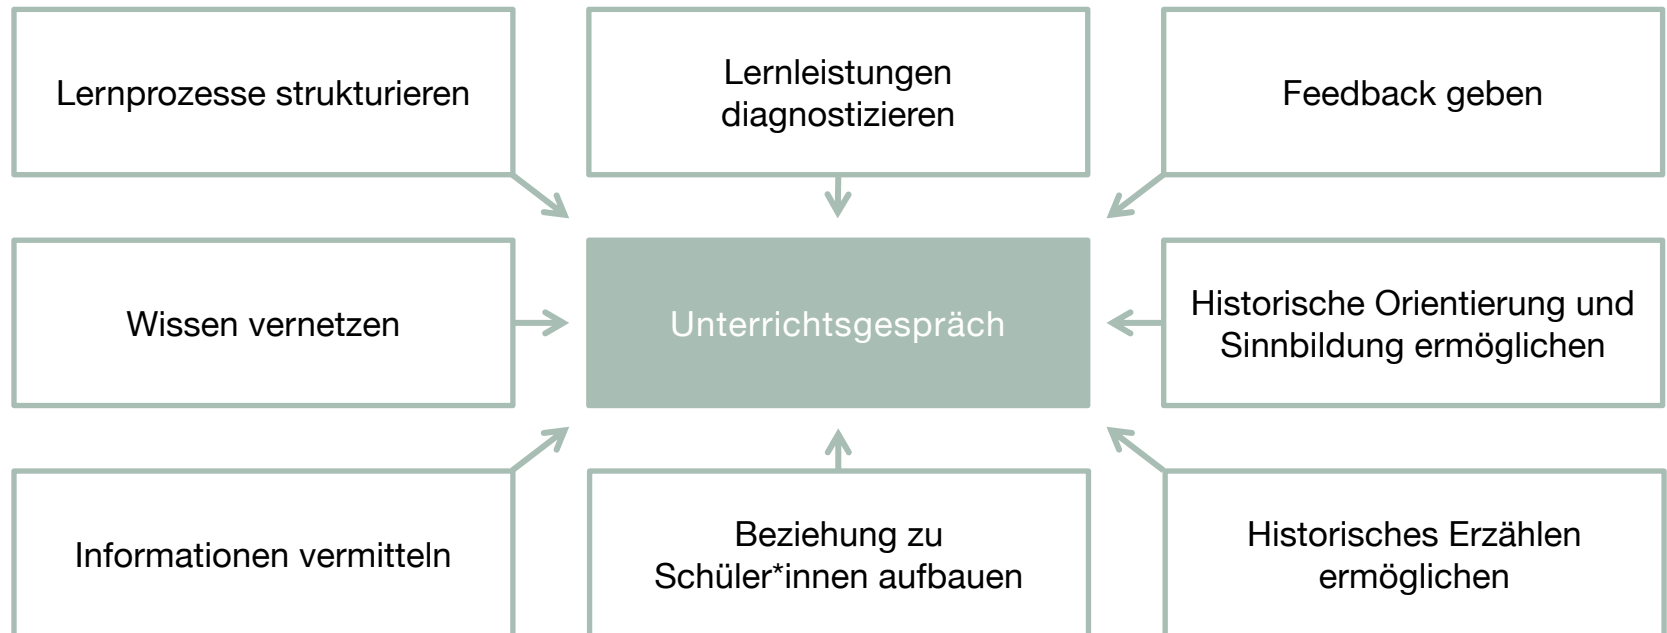 Lernprozesse strukturieren
Lernleistungen
diagnostizieren
Feedback geben
Wissen vernetzen
Unterrichtsgespräch
Historische Orientierung und
Sinnbildung ermöglichen
Informationen vermitteln
Beziehung zu
Schüler*innen aufbauen
Historisches Erzählen
ermöglichen